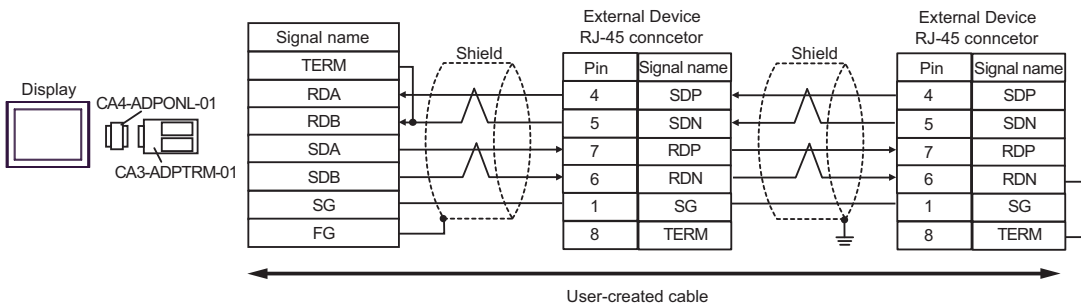 Display
CA4-ADPONL-01
CA3-ADPTRM-01
Signal name
TERM
RDA
RDB
SDA
SDB
SG
FG
Shield
External Device
RJ-45 conncetor
Pin Signal name
4 SDP
5 SDN
7 RDP
6 RDN
1 SG
8 TERM
Shield
External Device
RJ-45 conncetor
Pin Signal name
4 SDP
5 SDN
7 RDP
6 RDN
1 SG
8 TERM
User-created cable